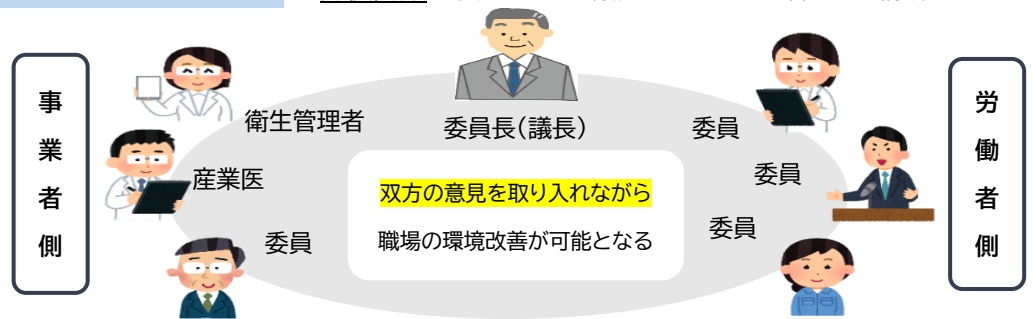 事業者側
衛生管理者
産業医
委員
委員長(議長)
双方の意見を取り入れながら
職場の環境改善が可能となる
委員
委員
委員
労働者側